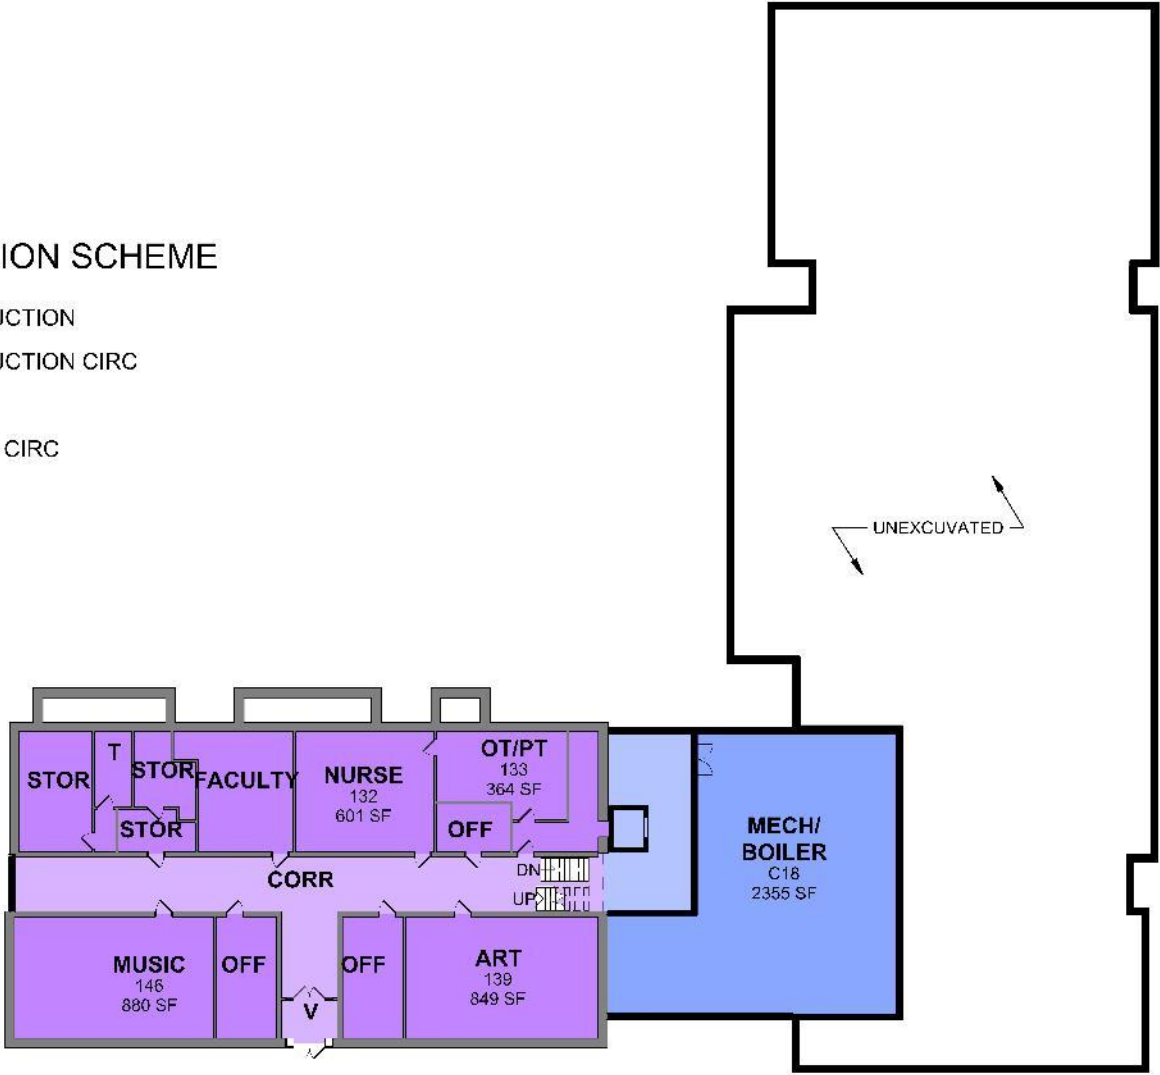 ION SCHEME
UCTION
UCTION CIRC
CIRC
UNEXCUVATED
STOR
T
STOR
FACULTY
STOR
NURSE
132
601 SF
OT/PT
133
364 SF
OFF
MECH/
BOILER
C18
2355 SF
CORR
DN
UP
MUSIC
146
880 SF
OFF
OFF
ART
139
849 SF
V